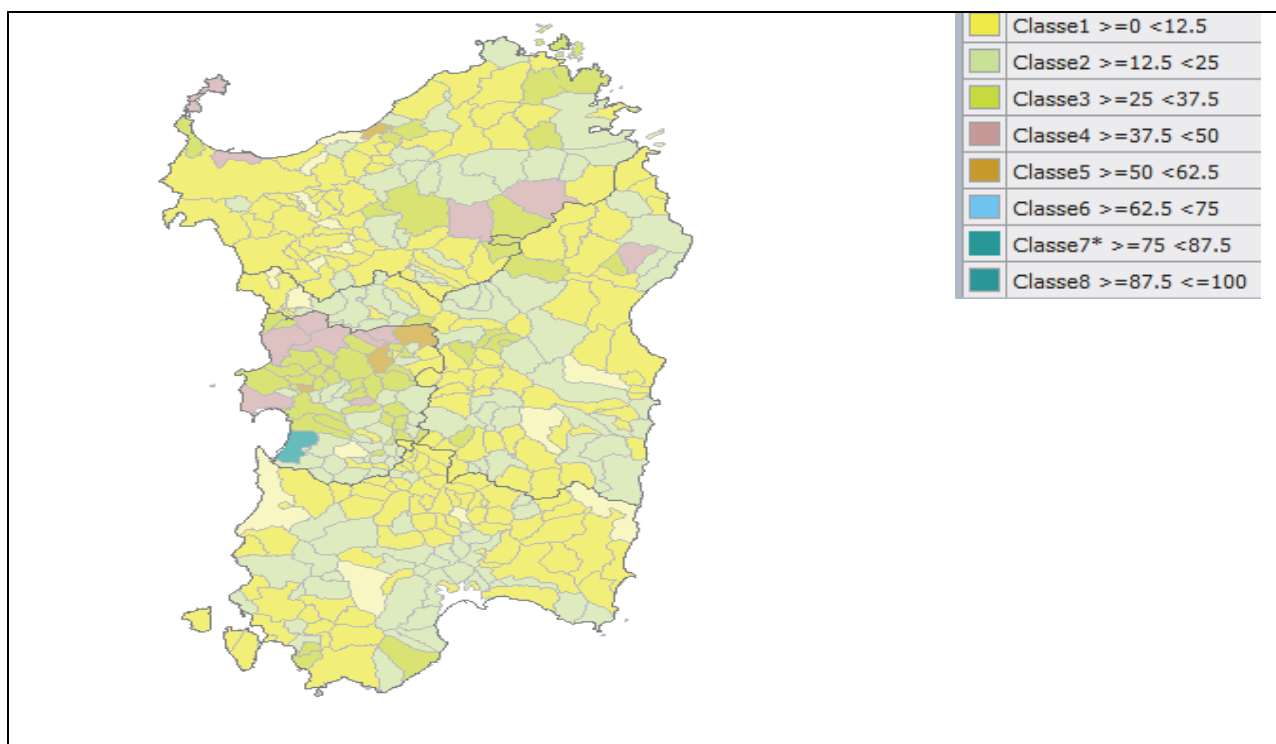 Classe1 >=0 <12.5
Classe2 >=12.5 <25
Classe3 >=25 <37.5
Classe4 >=37.5 <50
Classe5 >=50 <62.5
Classe6 >=62.5 <75
Classe7* >=75 <87.5
Classe8 >=87.5 <=100